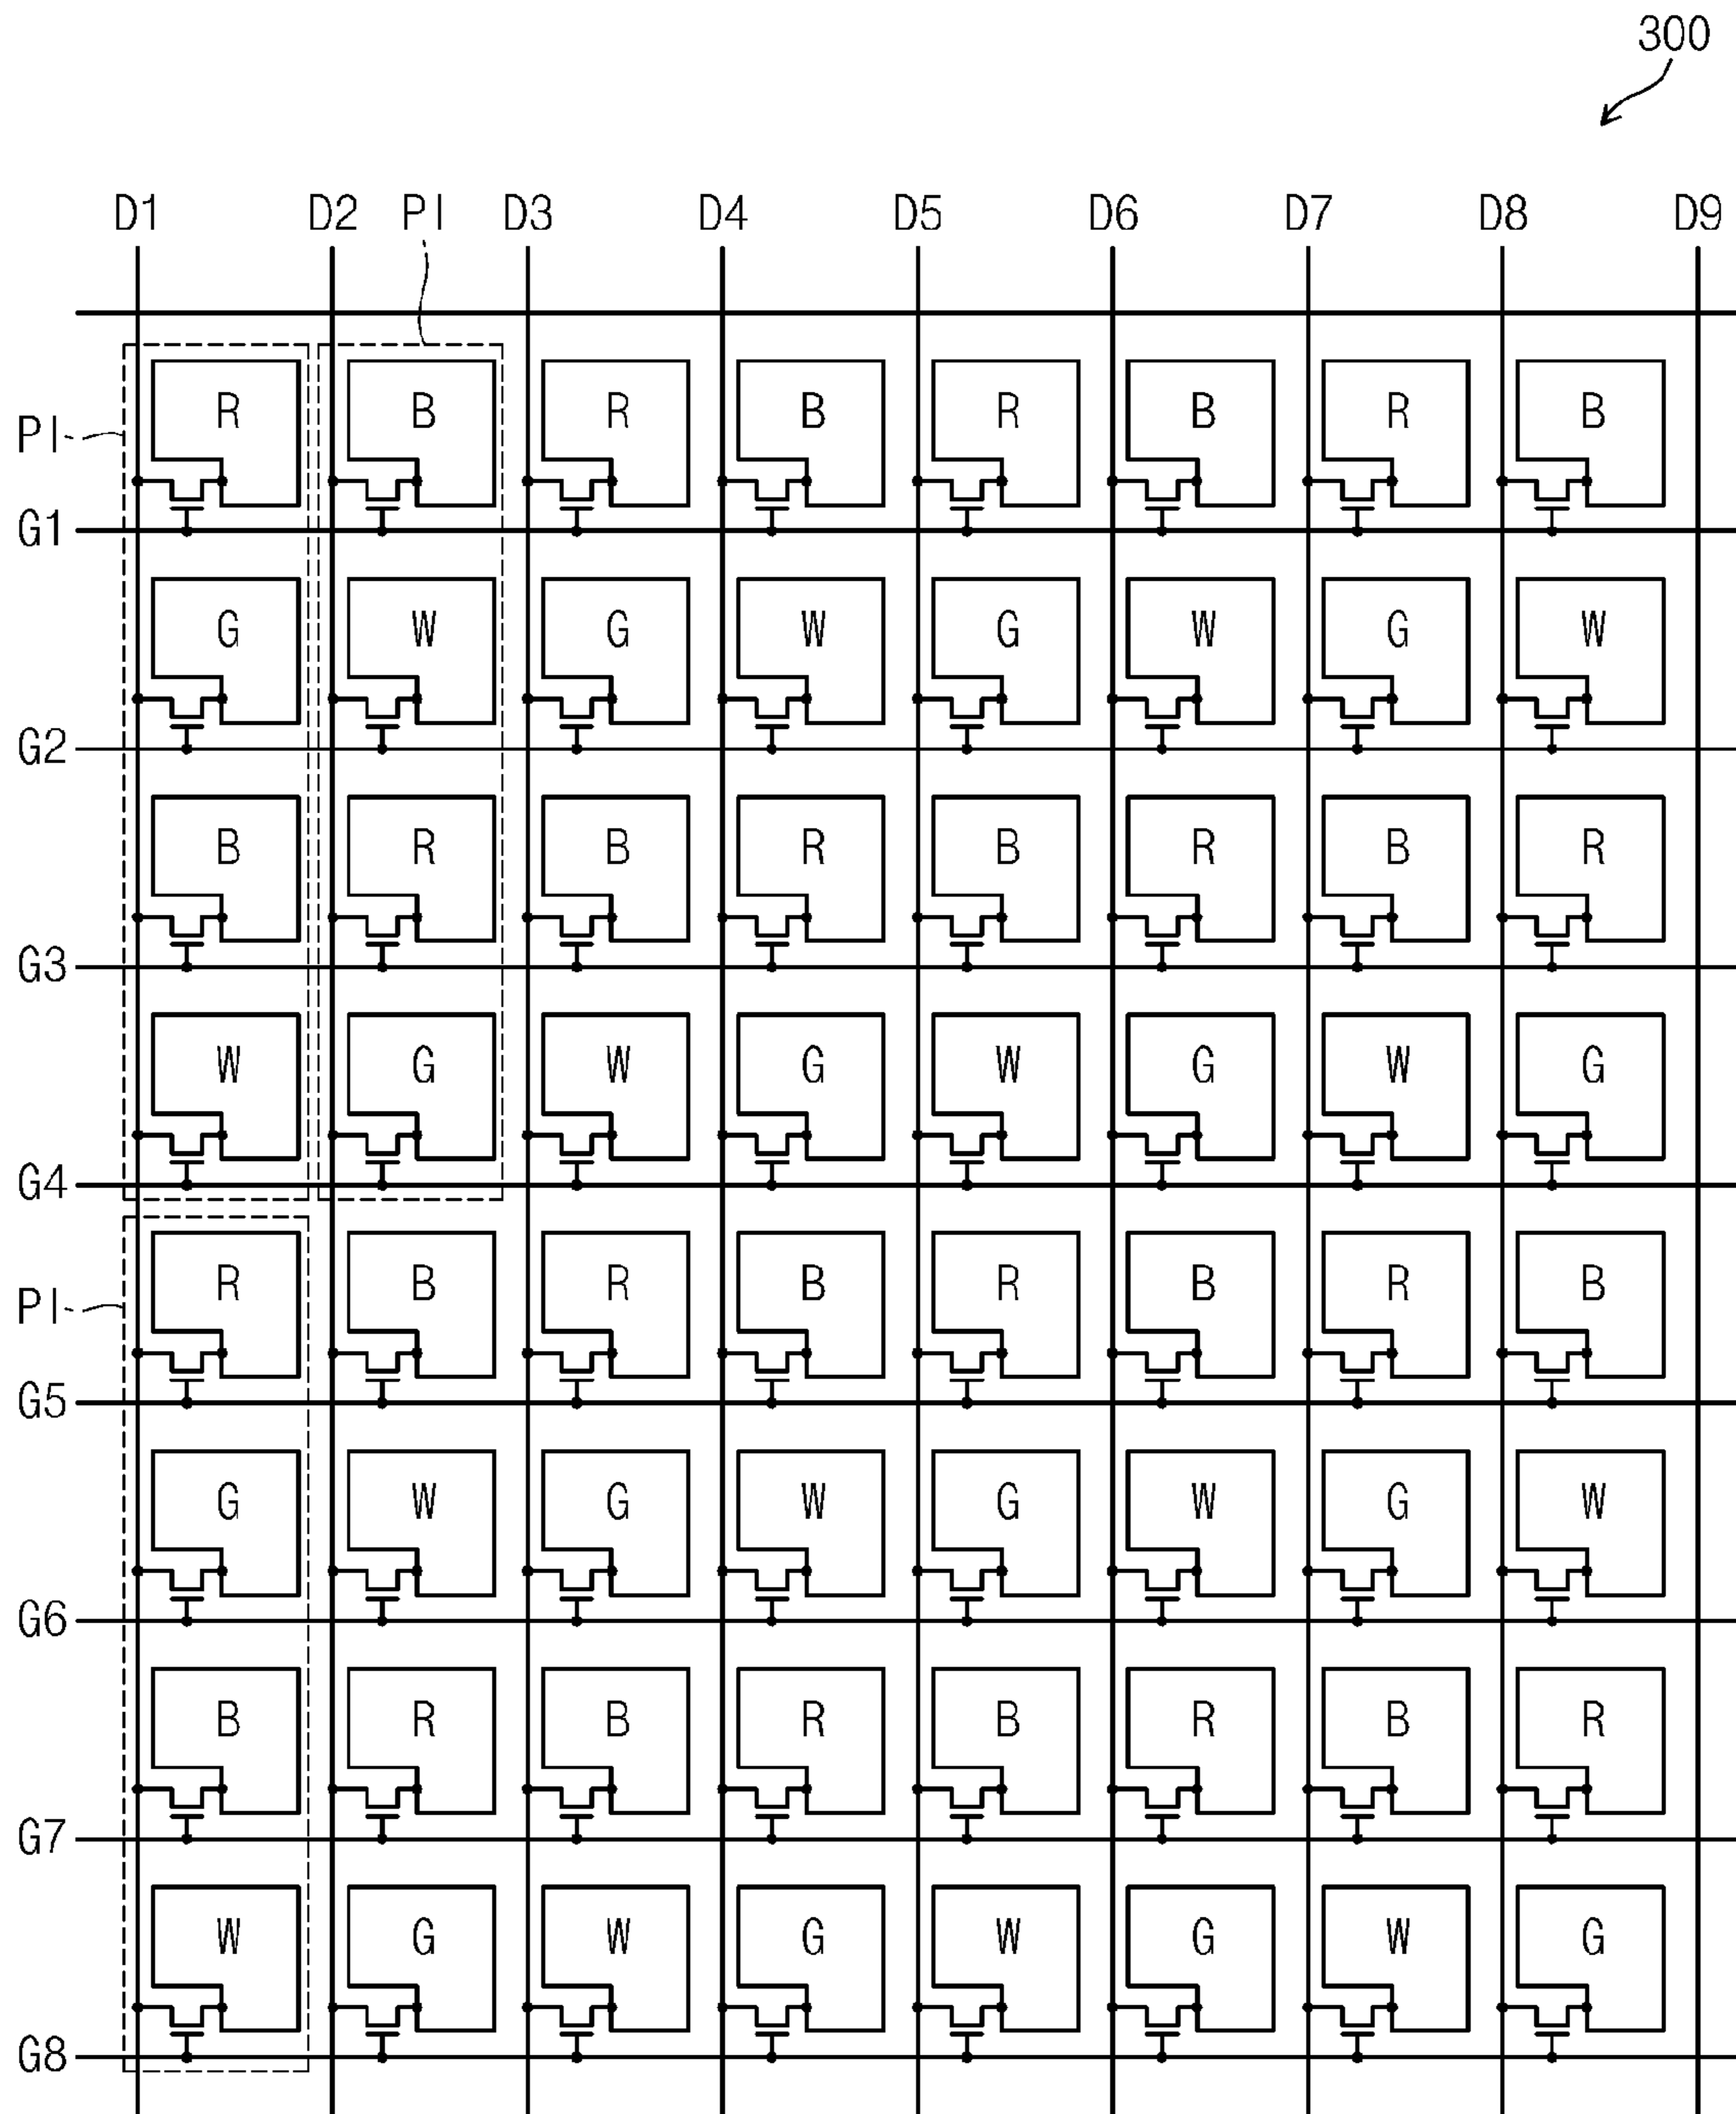 300
D1 D2 PI D3 D4 D5 D6 D7 D8 D9
R B R B R B R B
PI
G1
G W G W G W G W
G2
B R B R B R B R
G3
W G W G W G W G
G4
R B R B R B R B
PI
G5
G W G W G W G W
G6
B R B R B R B R
G7
W G W G W G W G
G8